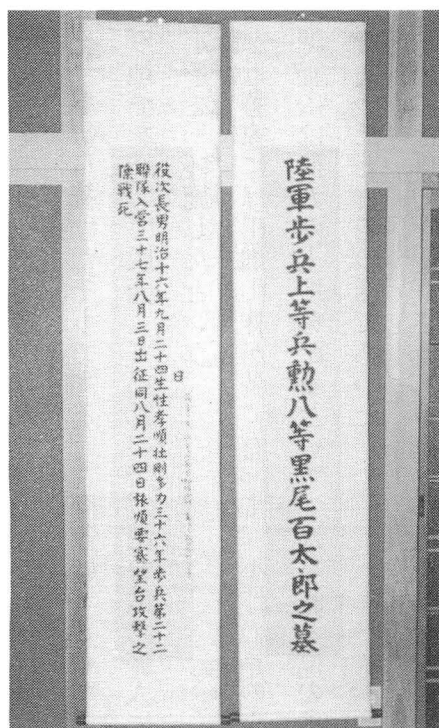 陸軍歩兵上等兵勲八等黒尾百太郎之墓
役次長男明治十六年九月二十四生性孝順壮剛多力三十六年歩兵第二十二
日
聯隊入営三十七年八月三日出征同八月二十四日旅順要塞望台攻撃之
際戦死